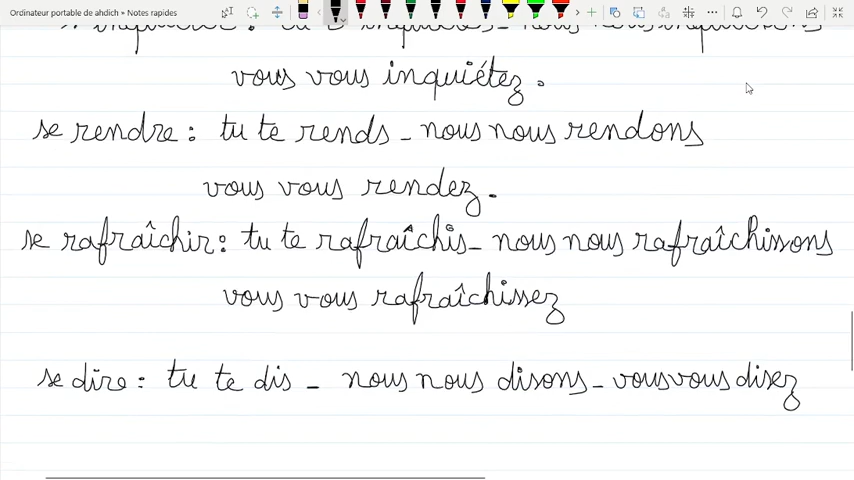 Ordinateur portable de ahdich » Notes rapides
vous vous inquiétez.
se rendre : tu te rends - nous nous rendons
vous vous rendez.
se rafraîchir : tu te rafraîchis - nous nous rafraîchissons
vous vous rafraîchissez
se dire : tu te dis - nous nous disons - vous vous disez